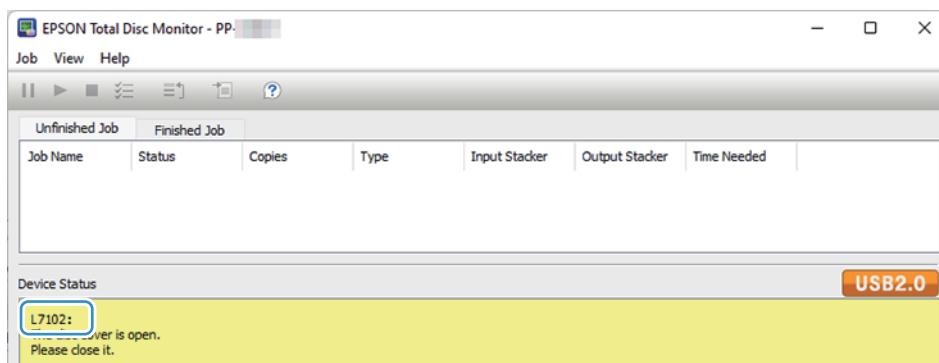 EPSON Total Disc Monitor - PP-
Job View Help
Unfinished Job Finished Job
Job Name Status Copies Type Input Stacker Output Stacker Time Needed
Device Status USB2.0
L7102:
cover is open.
Please close it.